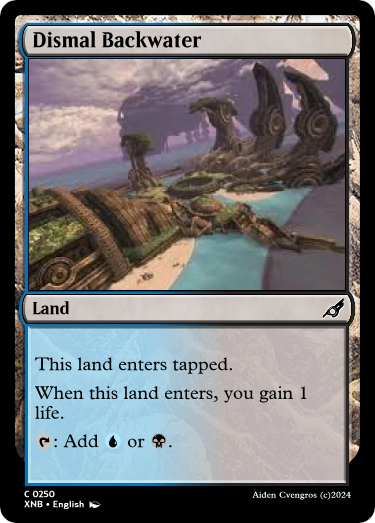 Dismal Backwater
Land
This land enters tapped.
When this land enters, you gain 1
life.
: Add or .
C 0250
XNB • English
Aiden Cvengros (c)2024